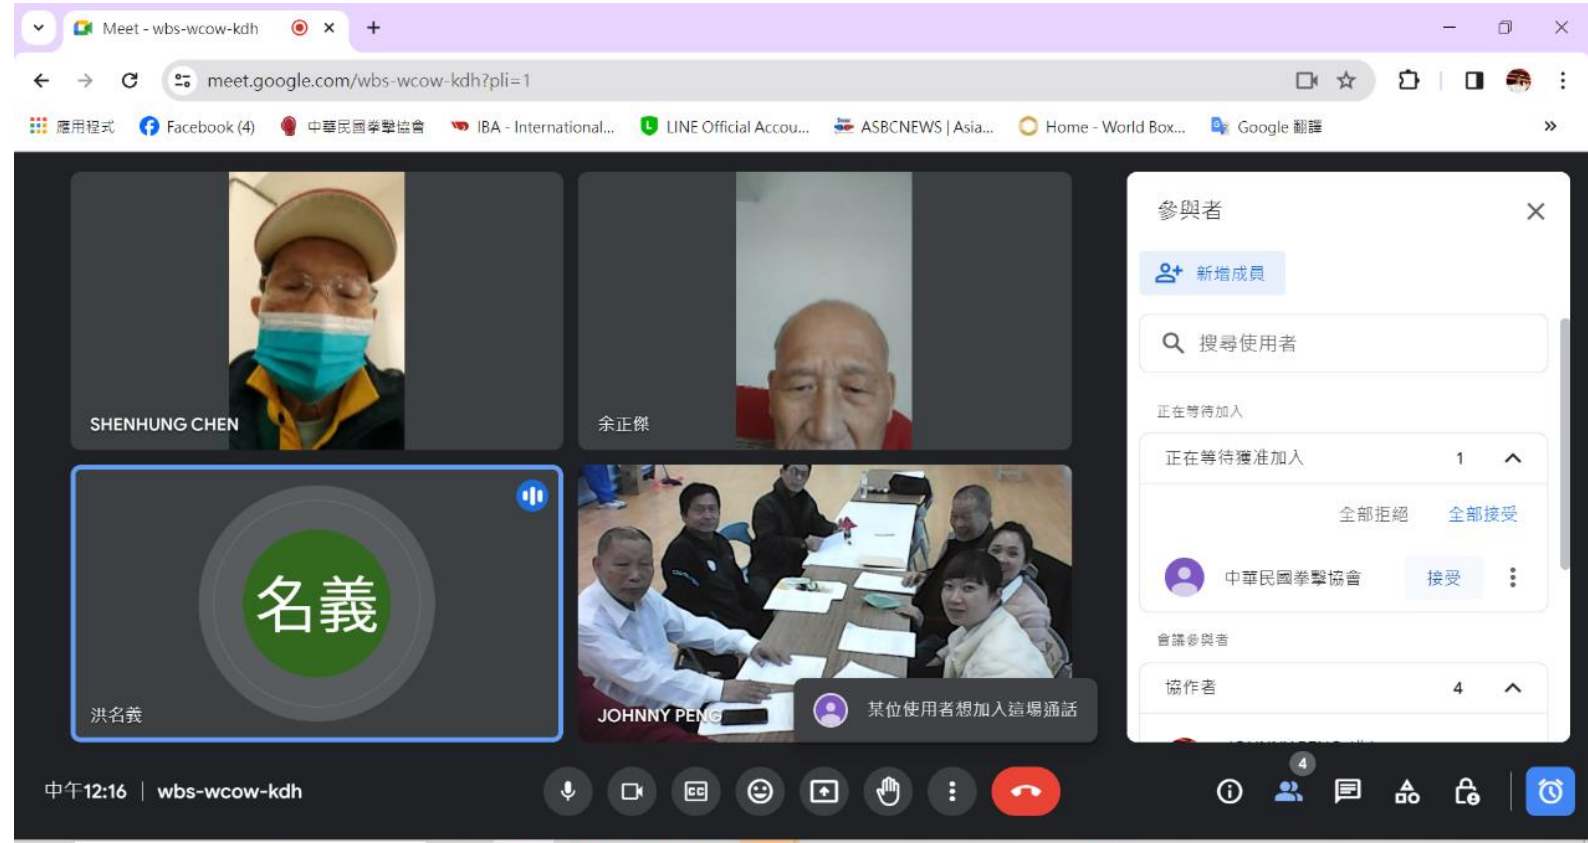 Meet - wbs-wcow-kdh
meet.google.com/wbs-wcow-kdh?pli=1
應用程式 Facebook (4) 中華民國拳擊協會 IBA - International... LINE Official Accou... ASBCNEWS | Asia... Home - World Box... Google 翻譯 »
SHENHUNG CHEN
余正傑
名義
洪名義
JOHNNY PENG
某位使用者想加入這場通話
參與者
新增成員
搜尋使用者
正在等待加入
正在等待獲准加入 1
全部拒絕 全部接受
中華民國拳擊協會 接受
會議參與者
協作者 4
中午12:16 | wbs-wcow-kdh
CC
4